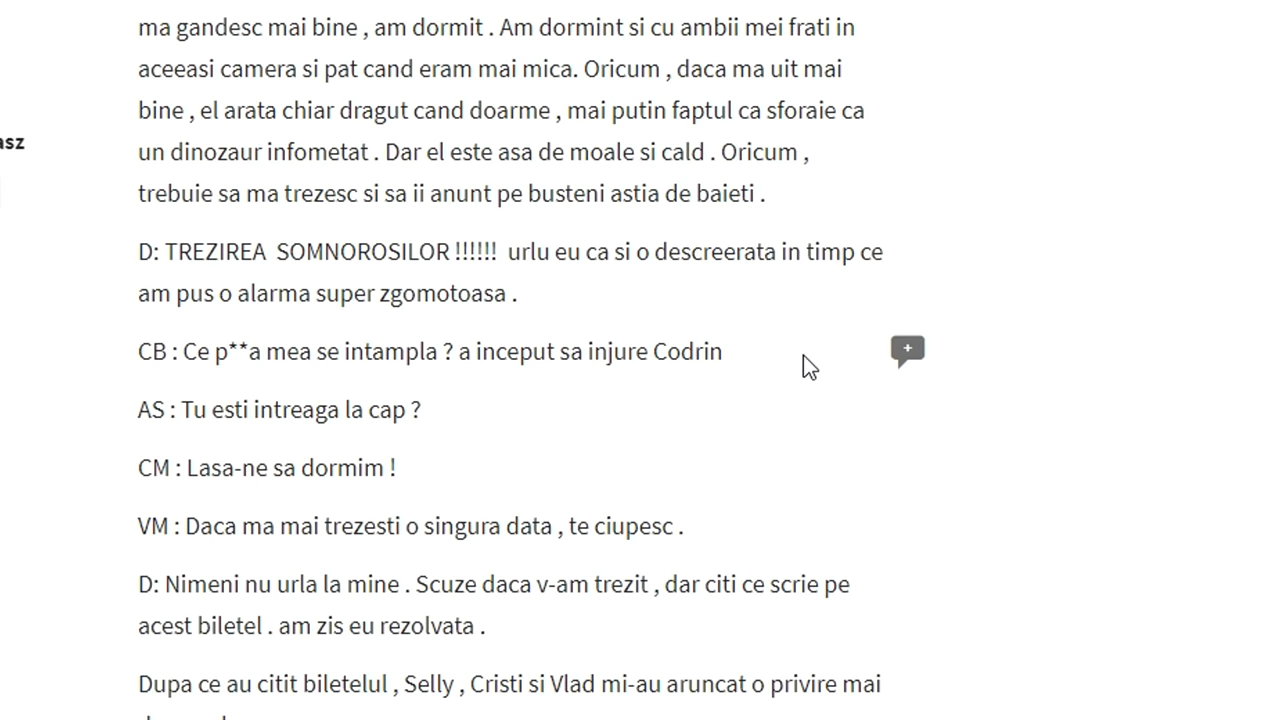 ma gandesc mai bine , am dormit . Am dormint si cu ambii mei frati in
aceeasi camera si pat cand eram mai mica. Oricum , daca ma uit mai
bine , el arata chiar dragut cand doarme , mai putin faptul ca sforaie ca
asz
un dinozaur infometat . Dar el este asa de moale si cald . Oricum ,
trebuie sa ma trezesc si sa ii anunt pe busteni astia de baieti .
D: TREZIREA  SOMNOROSILOR !!!!!!  urlu eu ca si o descreerata in timp ce
am pus o alarma super zgomotoasa .
CB : Ce p**a mea se intampla ? a inceput sa injure Codrin
AS : Tu esti intreaga la cap ?
CM : Lasa-ne sa dormim !
VM : Daca ma mai trezesti o singura data , te ciupesc .
D: Nimeni nu urla la mine . Scuze daca v-am trezit , dar citi ce scrie pe
acest biletel . am zis eu rezolvata .
Dupa ce au citit biletelul , Selly , Cristi si Vlad mi-au aruncat o privire mai